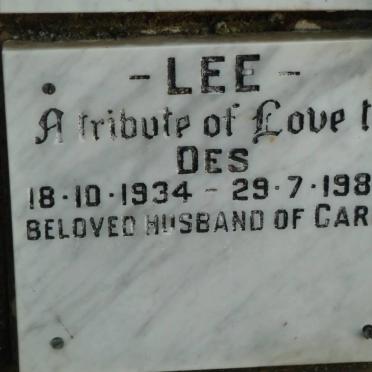 - LEE -
A Tribute of Love t
DES
18·10·1934 - 29·7·198
BELOVED HUSBAND OF CAR